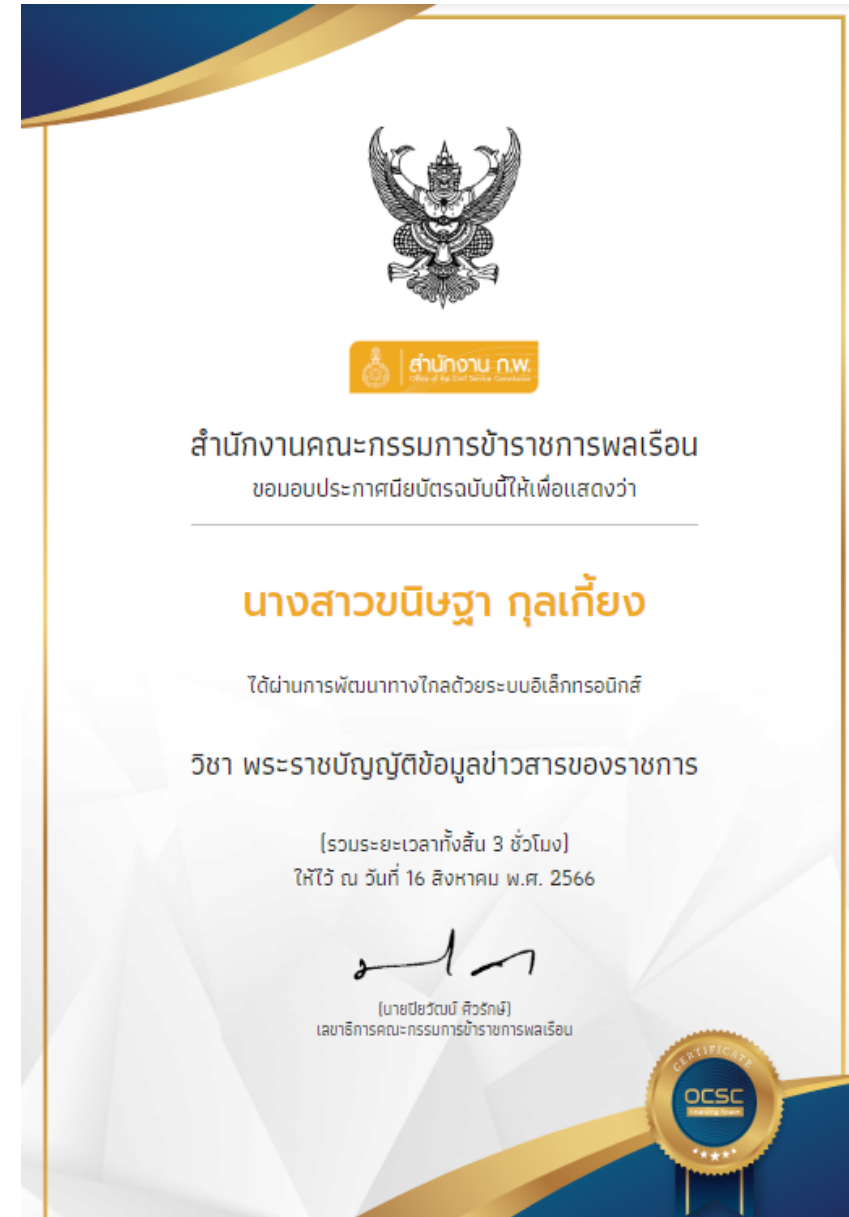 สำนักงาน ก.พ.
Office of the Civil Service Commission
สำนักงานคณะกรรมการข้าราชการพลเรือน
ขอมอบประกาศนียบัตรฉบับนี้ให้เพื่อแสดงว่า
นางสาวขนิษฐา กุลเกี้ยง
ได้ผ่านการพัฒนาทางไกลด้วยระบบอิเล็กทรอนิกส์
วิชา พระราชบัญญัติข้อมูลข่าวสารของราชการ
(รวมระยะเวลาทั้งสิ้น 3 ชั่วโมง)
ให้ไว้ ณ วันที่ 16 สิงหาคม พ.ศ. 2566
(นายปิยวัฒน์ ศิวรักษ์)
เลขาธิการคณะกรรมการข้าราชการพลเรือน
CERTIFICATE
OCSC
Learning Space